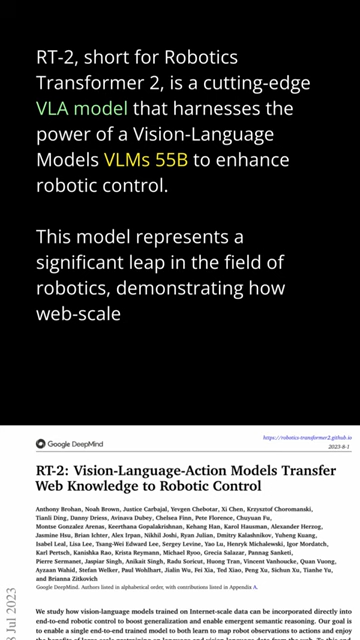 RT-2, short for Robotics
Transformer 2, is a cutting-edge
VLA model that harnesses the
power of a Vision-Language
Models VLMs 55B to enhance
robotic control.
This model represents a
significant leap in the field of
robotics, demonstrating how
web-scale
Google DeepMind
https://robotics-transformer2.github.io
2023-8-1
RT-2: Vision-Language-Action Models Transfer
Web Knowledge to Robotic Control
Anthony Brohan, Noah Brown, Justice Carbajal, Yevgen Chebotar, Xi Chen, Krzysztof Choromanski,
Tianli Ding, Danny Driess, Avinava Dubey, Chelsea Finn, Pete Florence, Chuyuan Fu,
Montse Gonzalez Arenas, Keerthana Gopalakrishnan, Kehang Han, Karol Hausman, Alexander Herzog,
Jasmine Hsu, Brian Ichter, Alex Irpan, Nikhil Joshi, Ryan Julian, Dmitry Kalashnikov, Yuheng Kuang,
Isabel Leal, Lisa Lee, Tsang-Wei Edward Lee, Sergey Levine, Yao Lu, Henryk Michalewski, Igor Mordatch,
Karl Pertsch, Kanishka Rao, Krista Reymann, Michael Ryoo, Grecia Salazar, Pannag Sanketi,
Pierre Sermanet, Jaspiar Singh, Anikait Singh, Radu Soricut, Huong Tran, Vincent Vanhoucke, Quan Vuong,
Ayzaan Wahid, Stefan Welker, Paul Wohlhart, Jialin Wu, Fei Xia, Ted Xiao, Peng Xu, Sichun Xu, Tianhe Yu,
and Brianna Zitkovich
Google DeepMind. Authors listed in alphabetical order, with contributions listed in Appendix A.
We study how vision-language models trained on Internet-scale data can be incorporated directly into
end-to-end robotic control to boost generalization and enable emergent semantic reasoning. Our goal is
to enable a single end-to-end trained model to both learn to map robot observations to actions and enjoy
8 Jul 2023